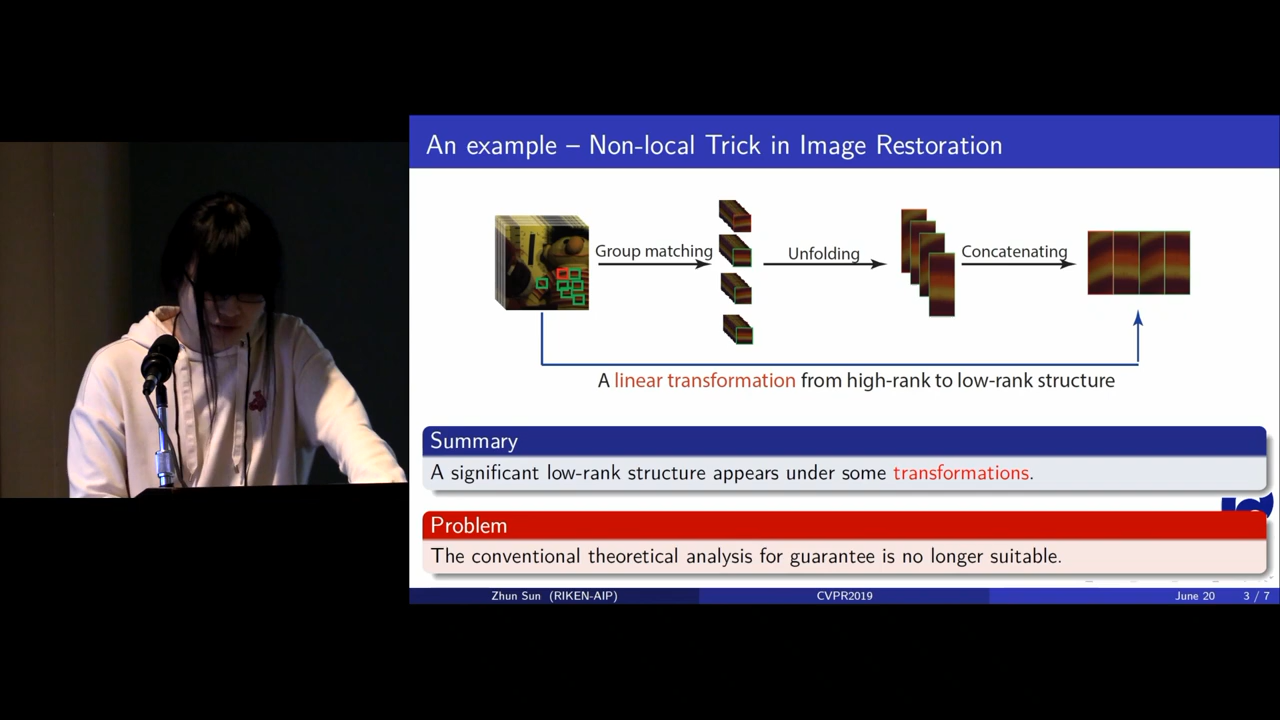 An example – Non-local Trick in Image Restoration
Group matching
Unfolding
Concatenating
A linear transformation from high-rank to low-rank structure
Summary
A significant low-rank structure appears under some transformations.
Problem
The conventional theoretical analysis for guarantee is no longer suitable.
Zhun Sun (RIKEN-AIP)
CVPR2019
June 20
3 / 7